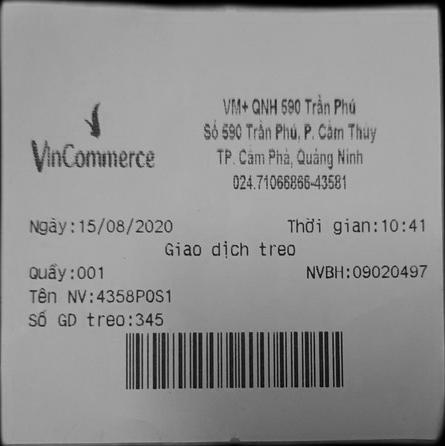 VinCommerce
VM+ QNH 590 Trần Phú
Số 590 Trần Phú, P. Cẩm Thủy
TP. Cẩm Phả, Quảng Ninh
024.71066866-43581
Ngày:15/08/2020 Thời gian:10:41
Giao dịch treo
Quầy:001 NVBH:09020497
Tên NV:4358POS1
Số GD treo:345